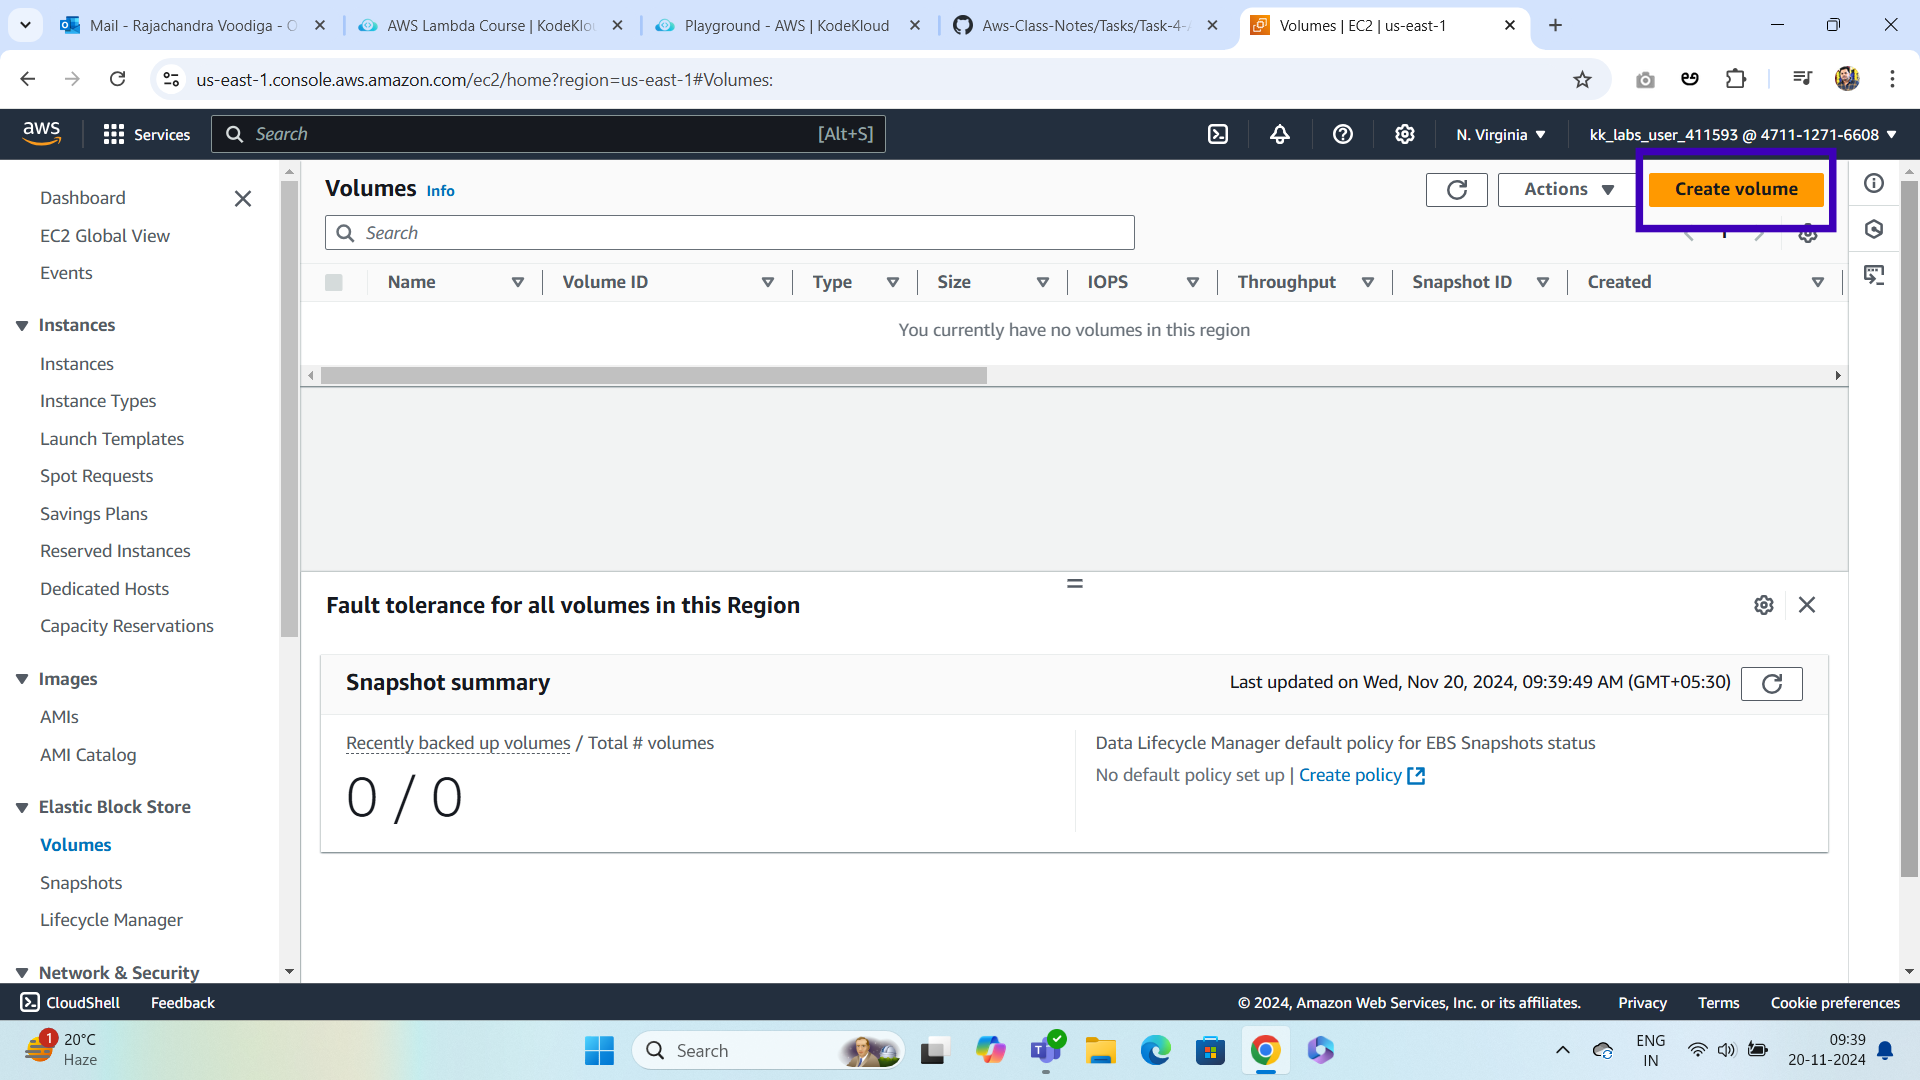 Mail - Rajachandra Voodiga - O
AWS Lambda Course | KodeKlou
Playground - AWS | KodeKloud
Aws-Class-Notes/Tasks/Task-4-A
Volumes | EC2 | us-east-1
us-east-1.console.aws.amazon.com/ec2/home?region=us-east-1#Volumes:
aws
Services
Search
[Alt+S]
N. Virginia
kk_labs_user_411593 @ 4711-1271-6608
Dashboard
EC2 Global View
Events
Instances
Instances
Instance Types
Launch Templates
Spot Requests
Savings Plans
Reserved Instances
Dedicated Hosts
Capacity Reservations
Images
AMIs
AMI Catalog
Elastic Block Store
Volumes
Snapshots
Lifecycle Manager
Network & Security
Volumes Info
Actions
Create volume
Search
1
Name
Volume ID
Type
Size
IOPS
Throughput
Snapshot ID
Created
You currently have no volumes in this region
Fault tolerance for all volumes in this Region
Snapshot summary
Last updated on Wed, Nov 20, 2024, 09:39:49 AM (GMT+05:30)
Recently backed up volumes / Total # volumes
0 / 0
Data Lifecycle Manager default policy for EBS Snapshots status
No default policy set up | Create policy
CloudShell
Feedback
© 2024, Amazon Web Services, Inc. or its affiliates.
Privacy
Terms
Cookie preferences
1
20°C
Haze
Search
ENG
IN
09:39
20-11-2024